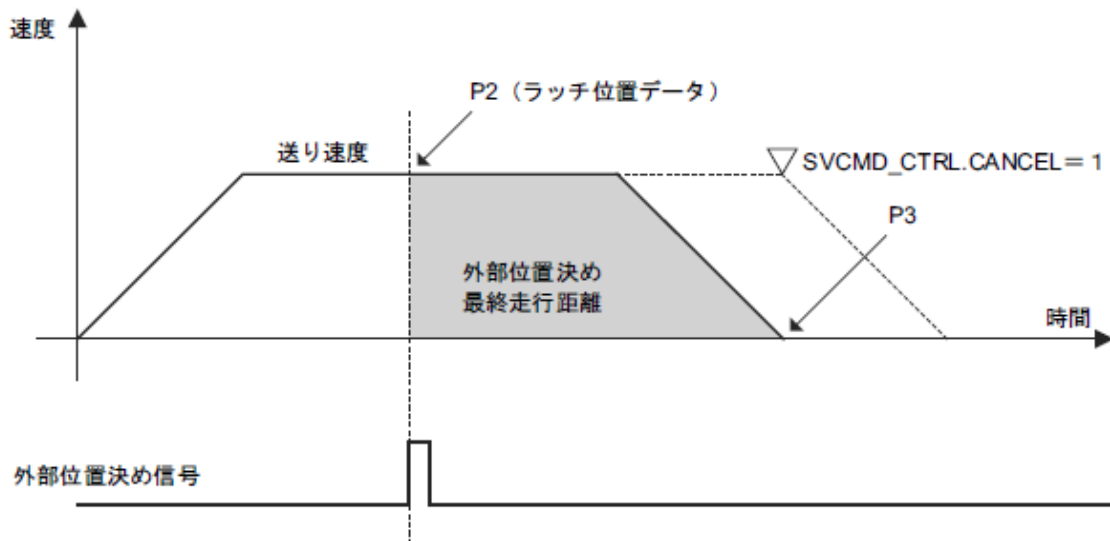 速度
P2（ラッチ位置データ）
送り速度
SVCMD_CTRL.CANCEL＝1
P3
外部位置決め
最終走行距離
時間
外部位置決め信号